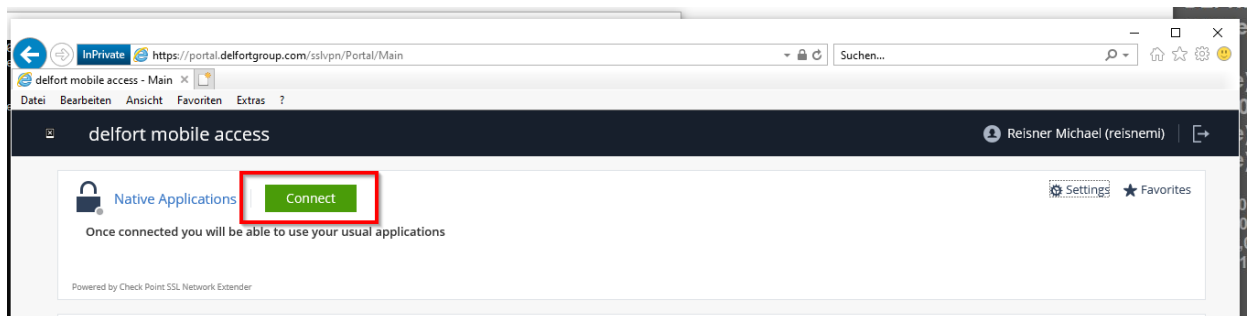 InPrivate https://portal.delfortgroup.com/sslvpn/Portal/Main Suchen...
delfort mobile access - Main
Datei Bearbeiten Ansicht Favoriten Extras ?
delfort mobile access Reisner Michael (reisnemi)
Native Applications Connect Settings Favorites
Once connected you will be able to use your usual applications
Powered by Check Point SSL Network Extender